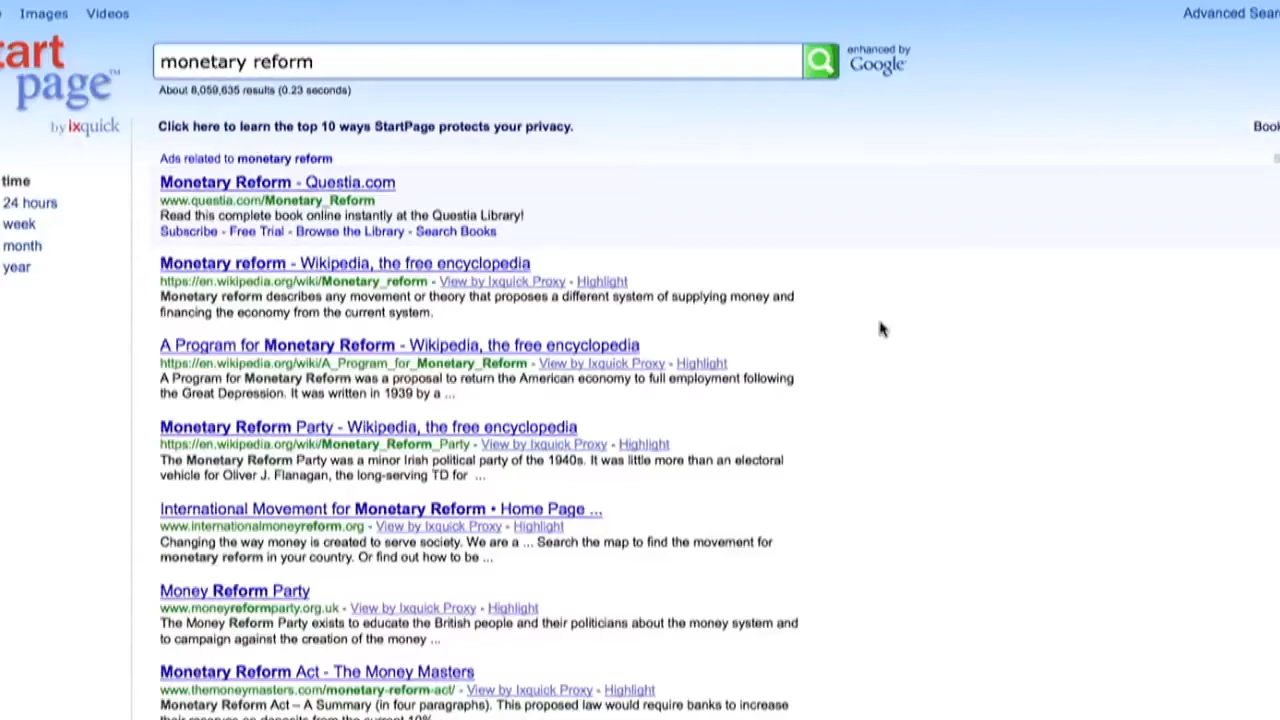 Images Videos Advanced Sear
art
page™
by ixquick
monetary reform
enhanced by
Google
About 8,059,635 results (0.23 seconds)
Click here to learn the top 10 ways StartPage protects your privacy.
Book
time
24 hours
week
month
year
Ads related to monetary reform
Monetary Reform - Questia.com
www.questia.com/Monetary_Reform
Read this complete book online instantly at the Questia Library!
Subscribe - Free Trial - Browse the Library - Search Books
Monetary reform - Wikipedia, the free encyclopedia
https://en.wikipedia.org/wiki/Monetary_reform - View by Ixquick Proxy - Highlight
Monetary reform describes any movement or theory that proposes a different system of supplying money and
financing the economy from the current system.
A Program for Monetary Reform - Wikipedia, the free encyclopedia
https://en.wikipedia.org/wiki/A_Program_for_Monetary_Reform - View by Ixquick Proxy - Highlight
A Program for Monetary Reform was a proposal to return the American economy to full employment following
the Great Depression. It was written in 1939 by a ...
Monetary Reform Party - Wikipedia, the free encyclopedia
https://en.wikipedia.org/wiki/Monetary_Reform_Party - View by Ixquick Proxy - Highlight
The Monetary Reform Party was a minor Irish political party of the 1940s. It was little more than an electoral
vehicle for Oliver J. Flanagan, the long-serving TD for ...
International Movement for Monetary Reform • Home Page ...
www.internationalmoneyreform.org - View by Ixquick Proxy - Highlight
Changing the way money is created to serve society. We are a ... Search the map to find the movement for
monetary reform in your country. Or find out how to be ...
Money Reform Party
www.moneyreformparty.org.uk - View by Ixquick Proxy - Highlight
The Money Reform Party exists to educate the British people and their politicians about the money system and
to campaign against the creation of the money ...
Monetary Reform Act - The Money Masters
www.themoneymasters.com/monetary-reform-act/ - View by Ixquick Proxy - Highlight
Monetary Reform Act – A Summary (in four paragraphs). This proposed law would require banks to increase
their reserves on deposits from the current 10%